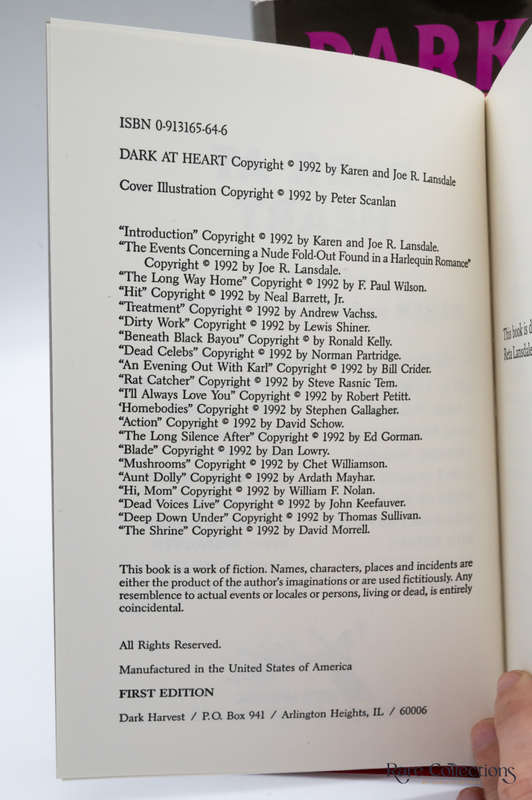 DARK
ISBN 0-913165-64-6
DARK AT HEART Copyright © 1992 by Karen and Joe R. Lansdale
Cover Illustration Copyright © 1992 by Peter Scanlan
“Introduction” Copyright © 1992 by Karen and Joe R. Lansdale.
“The Events Concerning a Nude Fold-Out Found in a Harlequin Romance”
Copyright © 1992 by Joe R. Lansdale.
“The Long Way Home” Copyright © 1992 by F. Paul Wilson.
“Hit” Copyright © 1992 by Neal Barrett, Jr.
“Treatment” Copyright © 1992 by Andrew Vachss.
“Dirty Work” Copyright © 1992 by Lewis Shiner.
“Beneath Black Bayou” Copyright © by Ronald Kelly.
“Dead Celebs” Copyright © 1992 by Norman Partridge.
“An Evening Out With Karl” Copyright © 1992 by Bill Crider.
“Rat Catcher” Copyright © 1992 by Steve Rasnic Tem.
“I’ll Always Love You” Copyright © 1992 by Robert Petitt.
‘Homebodies” Copyright © 1992 by Stephen Gallagher.
“Action” Copyright © 1992 by David Schow.
“The Long Silence After” Copyright © 1992 by Ed Gorman.
“Blade” Copyright © 1992 by Dan Lowry.
“Mushrooms” Copyright © 1992 by Chet Williamson.
“Aunt Dolly” Copyright © 1992 by Ardath Mayhar.
“Hi, Mom” Copyright © 1992 by William F. Nolan.
“Dead Voices Live” Copyright © 1992 by John Keefauver.
“Deep Down Under” Copyright © 1992 by Thomas Sullivan.
“The Shrine” Copyright © 1992 by David Morrell.
This book is a work of fiction. Names, characters, places and incidents are
either the product of the author’s imaginations or are used fictitiously. Any
resemblance to actual events or locales or persons, living or dead, is entirely
coincidental.
All Rights Reserved.
Manufactured in the United States of America
FIRST EDITION
Dark Harvest / P.O. Box 941 / Arlington Heights, IL / 60006
This book is d
Lansdale
Rare Collections